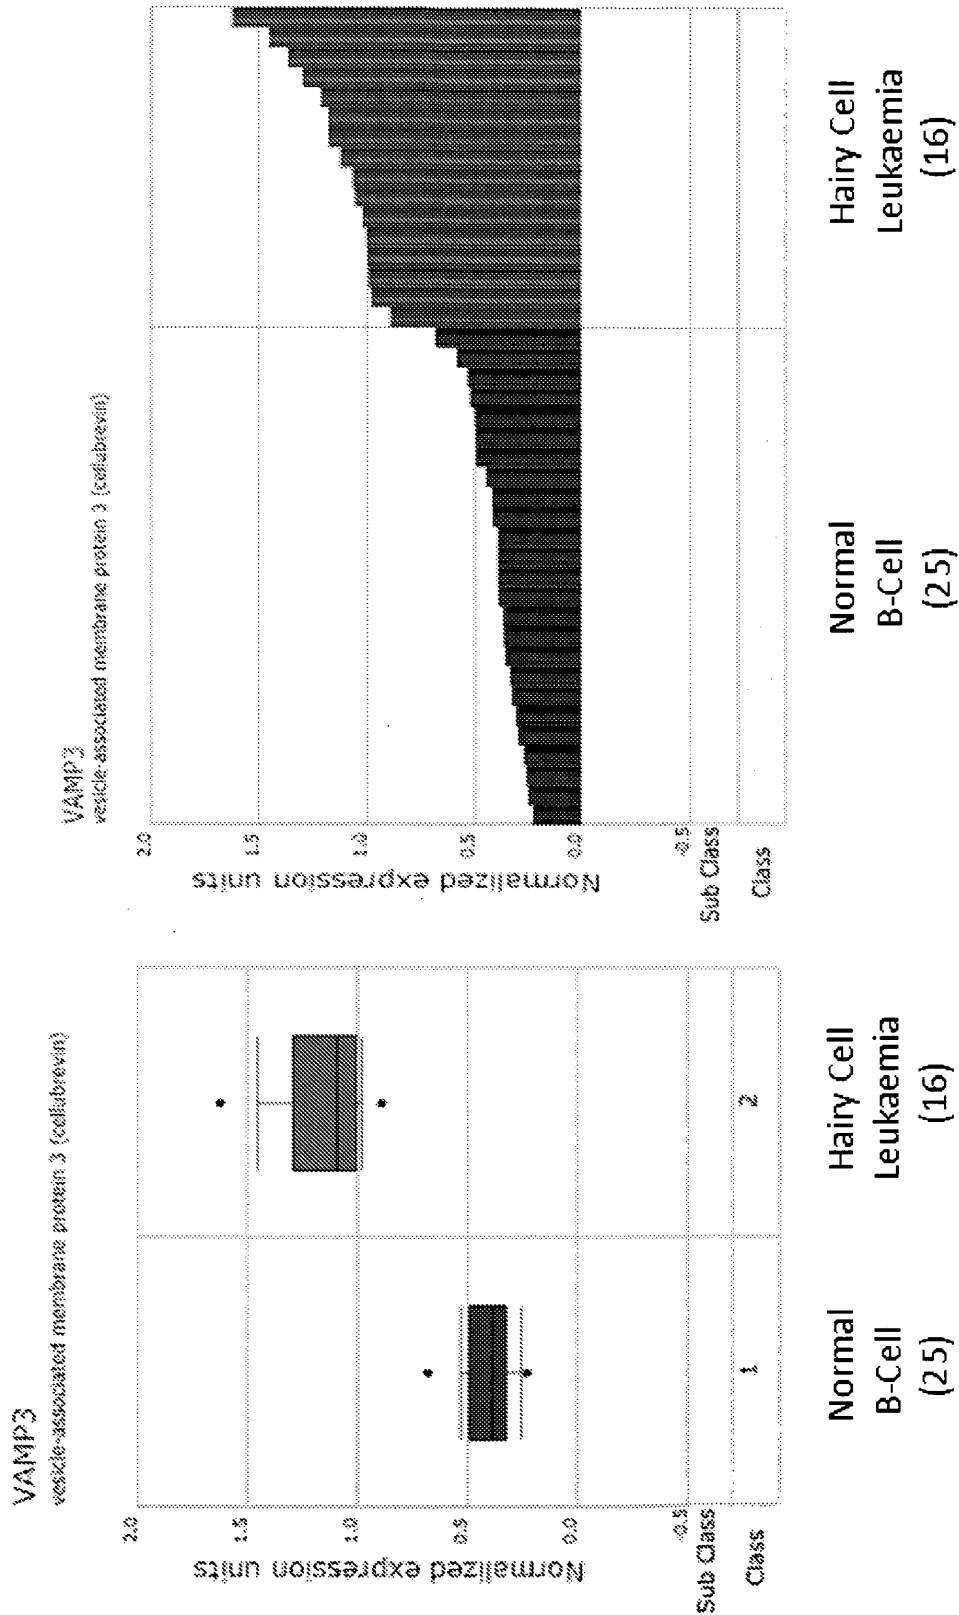 VAMP3
vesicle-associated membrane protein 3 (cellubrevin)
Normalized expression units
2.0
1.5
1.0
0.5
0.0
-0.5
Sub Class
Class
1
2
Normal
B-Cell
(25)
Hairy Cell
Leukaemia
(16)
VAMP3
vesicle-associated membrane protein 3 (cellubrevin)
Normalized expression units
2.0
1.5
1.0
0.5
0.0
-0.5
Sub Class
Class
Normal
B-Cell
(25)
Hairy Cell
Leukaemia
(16)